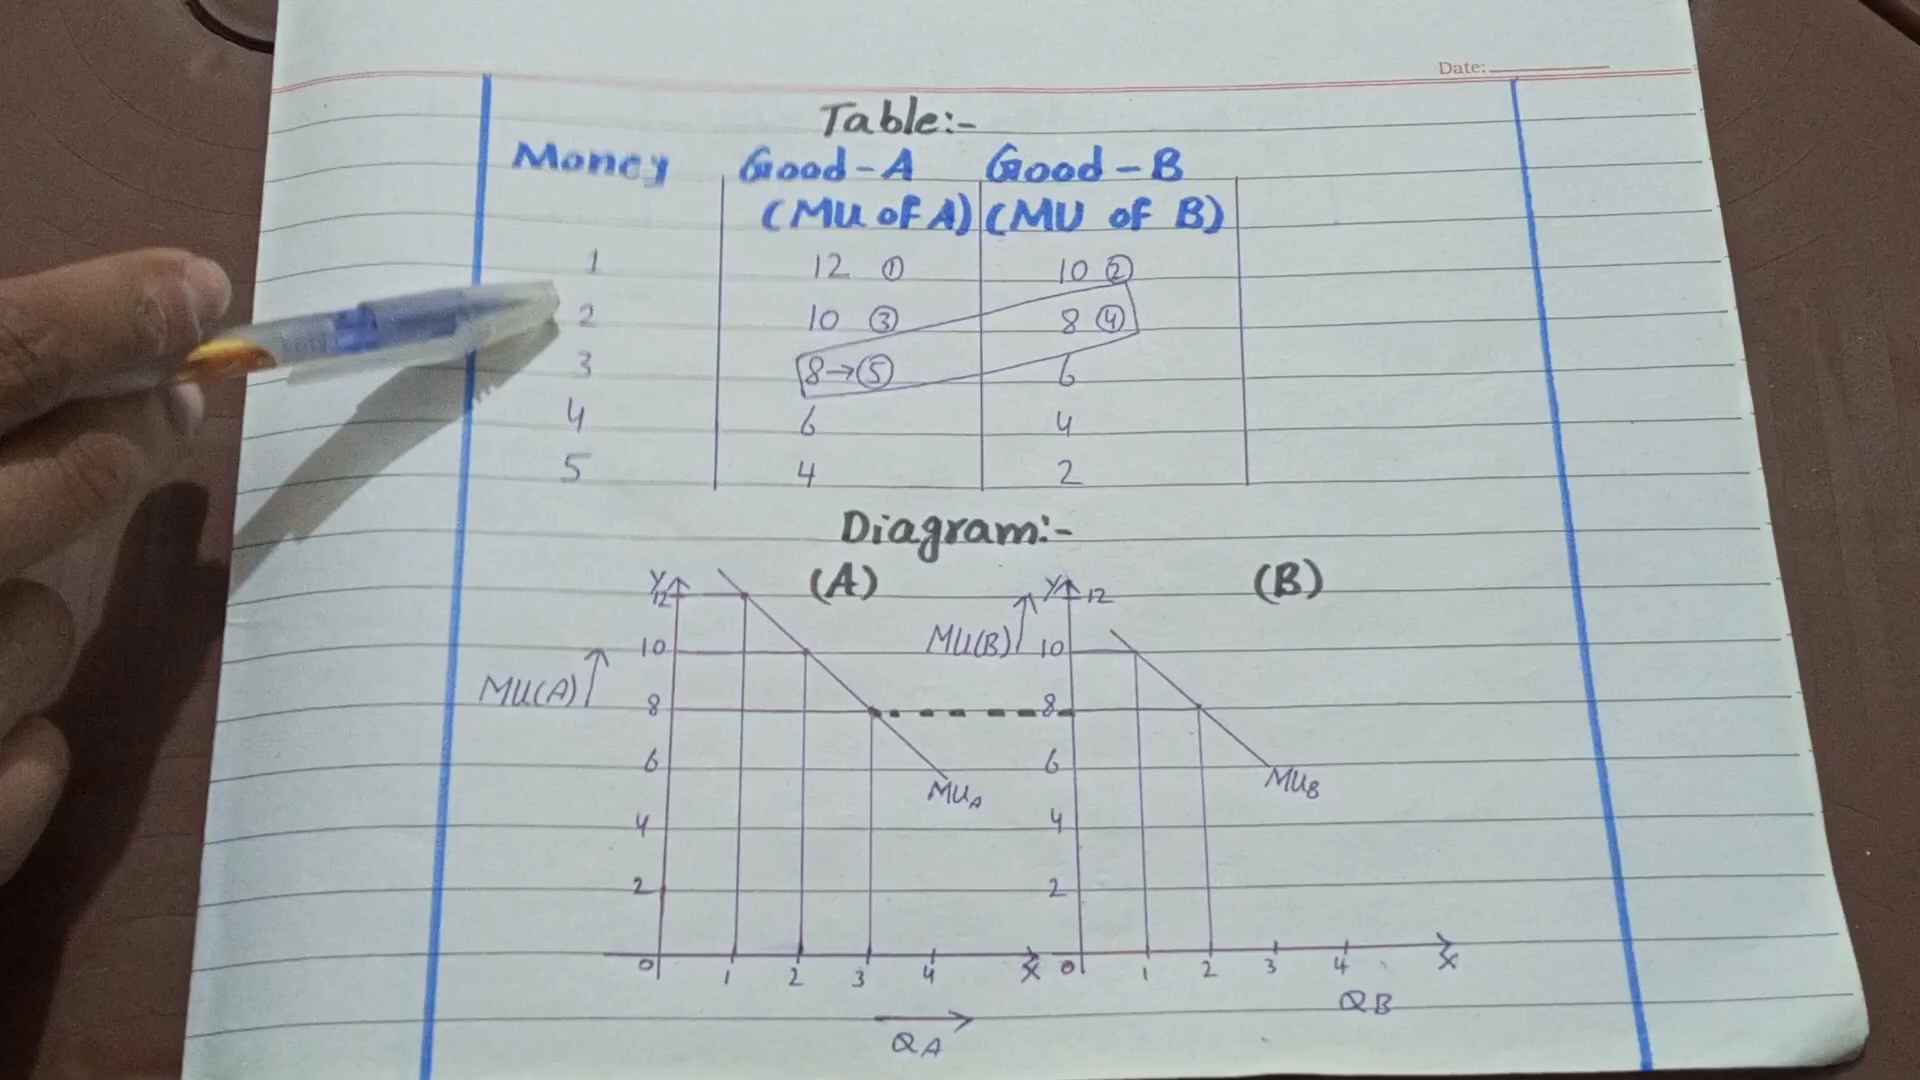 Date:
Table:-
Money Good-A Good-B
(MU of A) (MU of B)
1 12 ① 10 ②
2 10 ③ 8 ④
3 8→⑤ 6
4 6 4
5 4 2
Diagram:-
(A) (B)
Y Y
12 12
MU(B)↑
10 10
MU(A)↑
8 8
6 6
MUA MUB
4 4
2 2
0 1 2 3 4 X 0 1 2 3 4 X
QB
QA